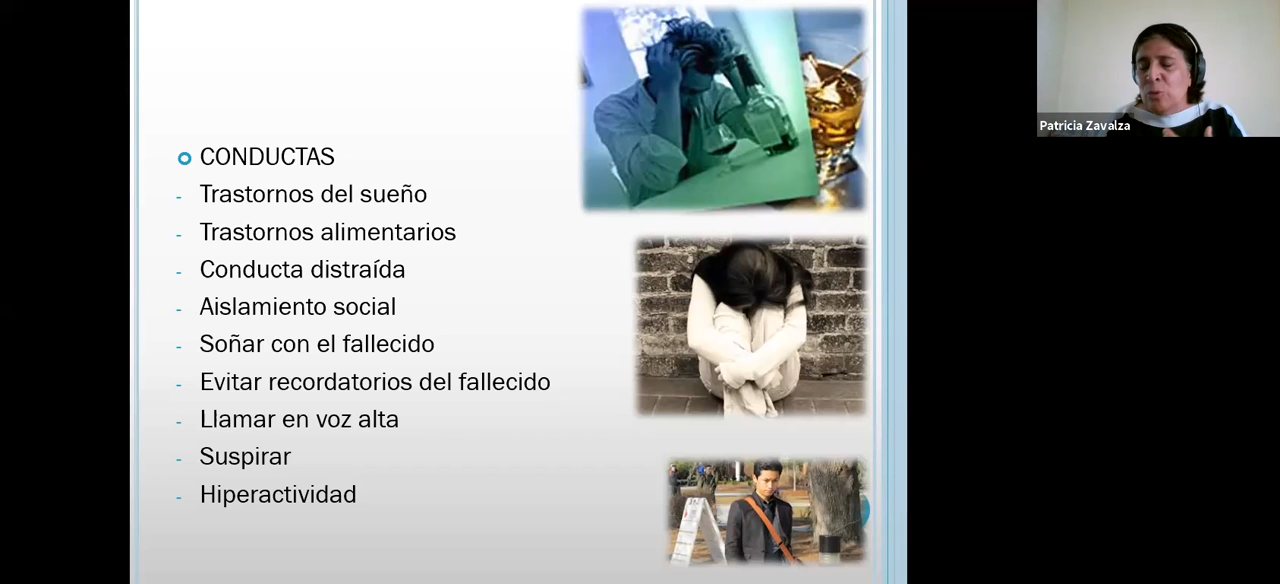 CONDUCTAS
- Trastornos del sueño
- Trastornos alimentarios
- Conducta distraída
- Aislamiento social
- Soñar con el fallecido
- Evitar recordatorios del fallecido
- Llamar en voz alta
- Suspirar
- Hiperactividad
Patricia Zavalza